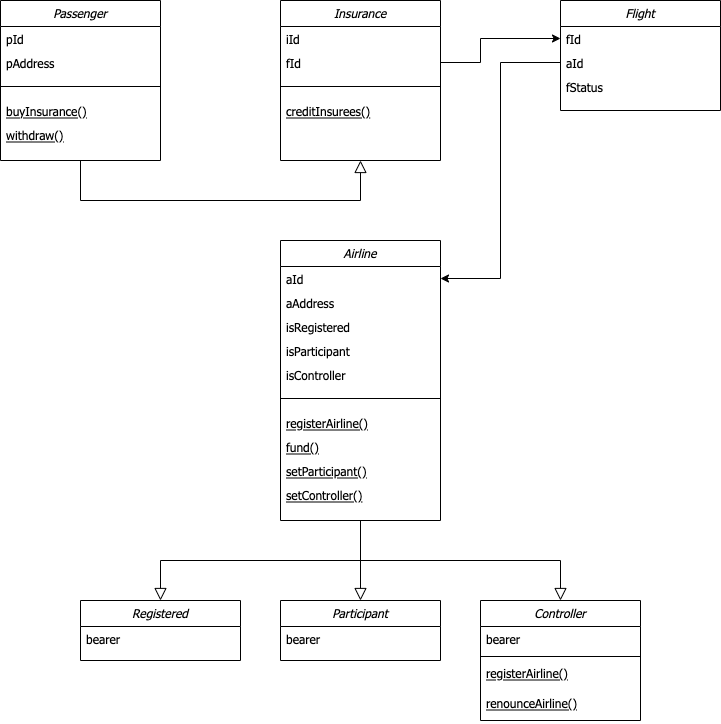 Passenger
pId
pAddress
buyInsurance()
withdraw()
Insurance
iId
fId
creditInsurees()
Flight
fId
aId
fStatus
Airline
aId
aAddress
isRegistered
isParticipant
isController
registerAirline()
fund()
setParticipant()
setController()
Registered
bearer
Participant
bearer
Controller
bearer
registerAirline()
renounceAirline()